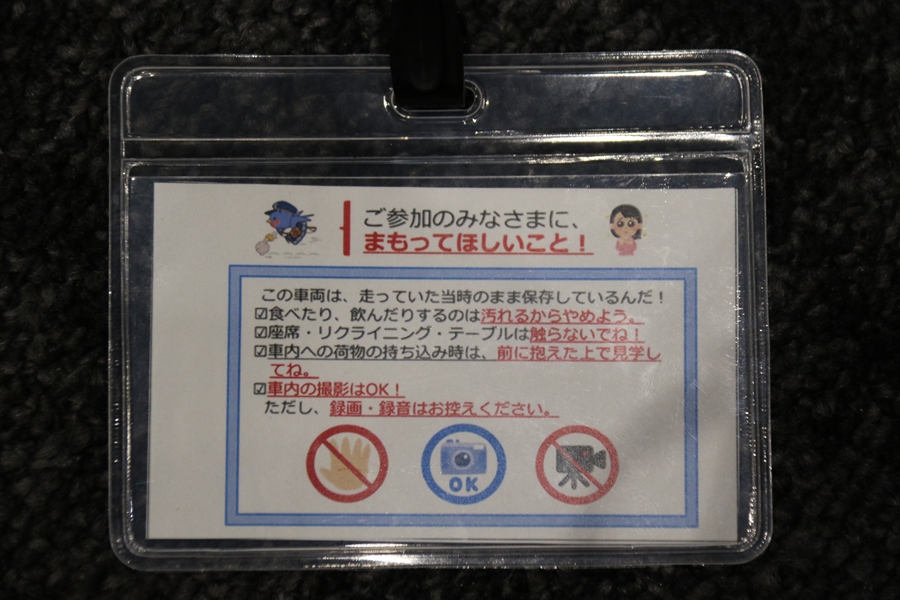 ご参加のみなさまに、
まもってほしいこと！
この車両は、走っていた当時のまま保存しているんだ！
☑食べたり、飲んだりするのは汚れるからやめよう。
☑座席・リクライニング・テーブルは触らないでね！
☑車内への荷物の持ち込み時は、前に抱えた上で見学し
てね。
☑車内の撮影はOK！
ただし、録画・録音はお控えください。
OK